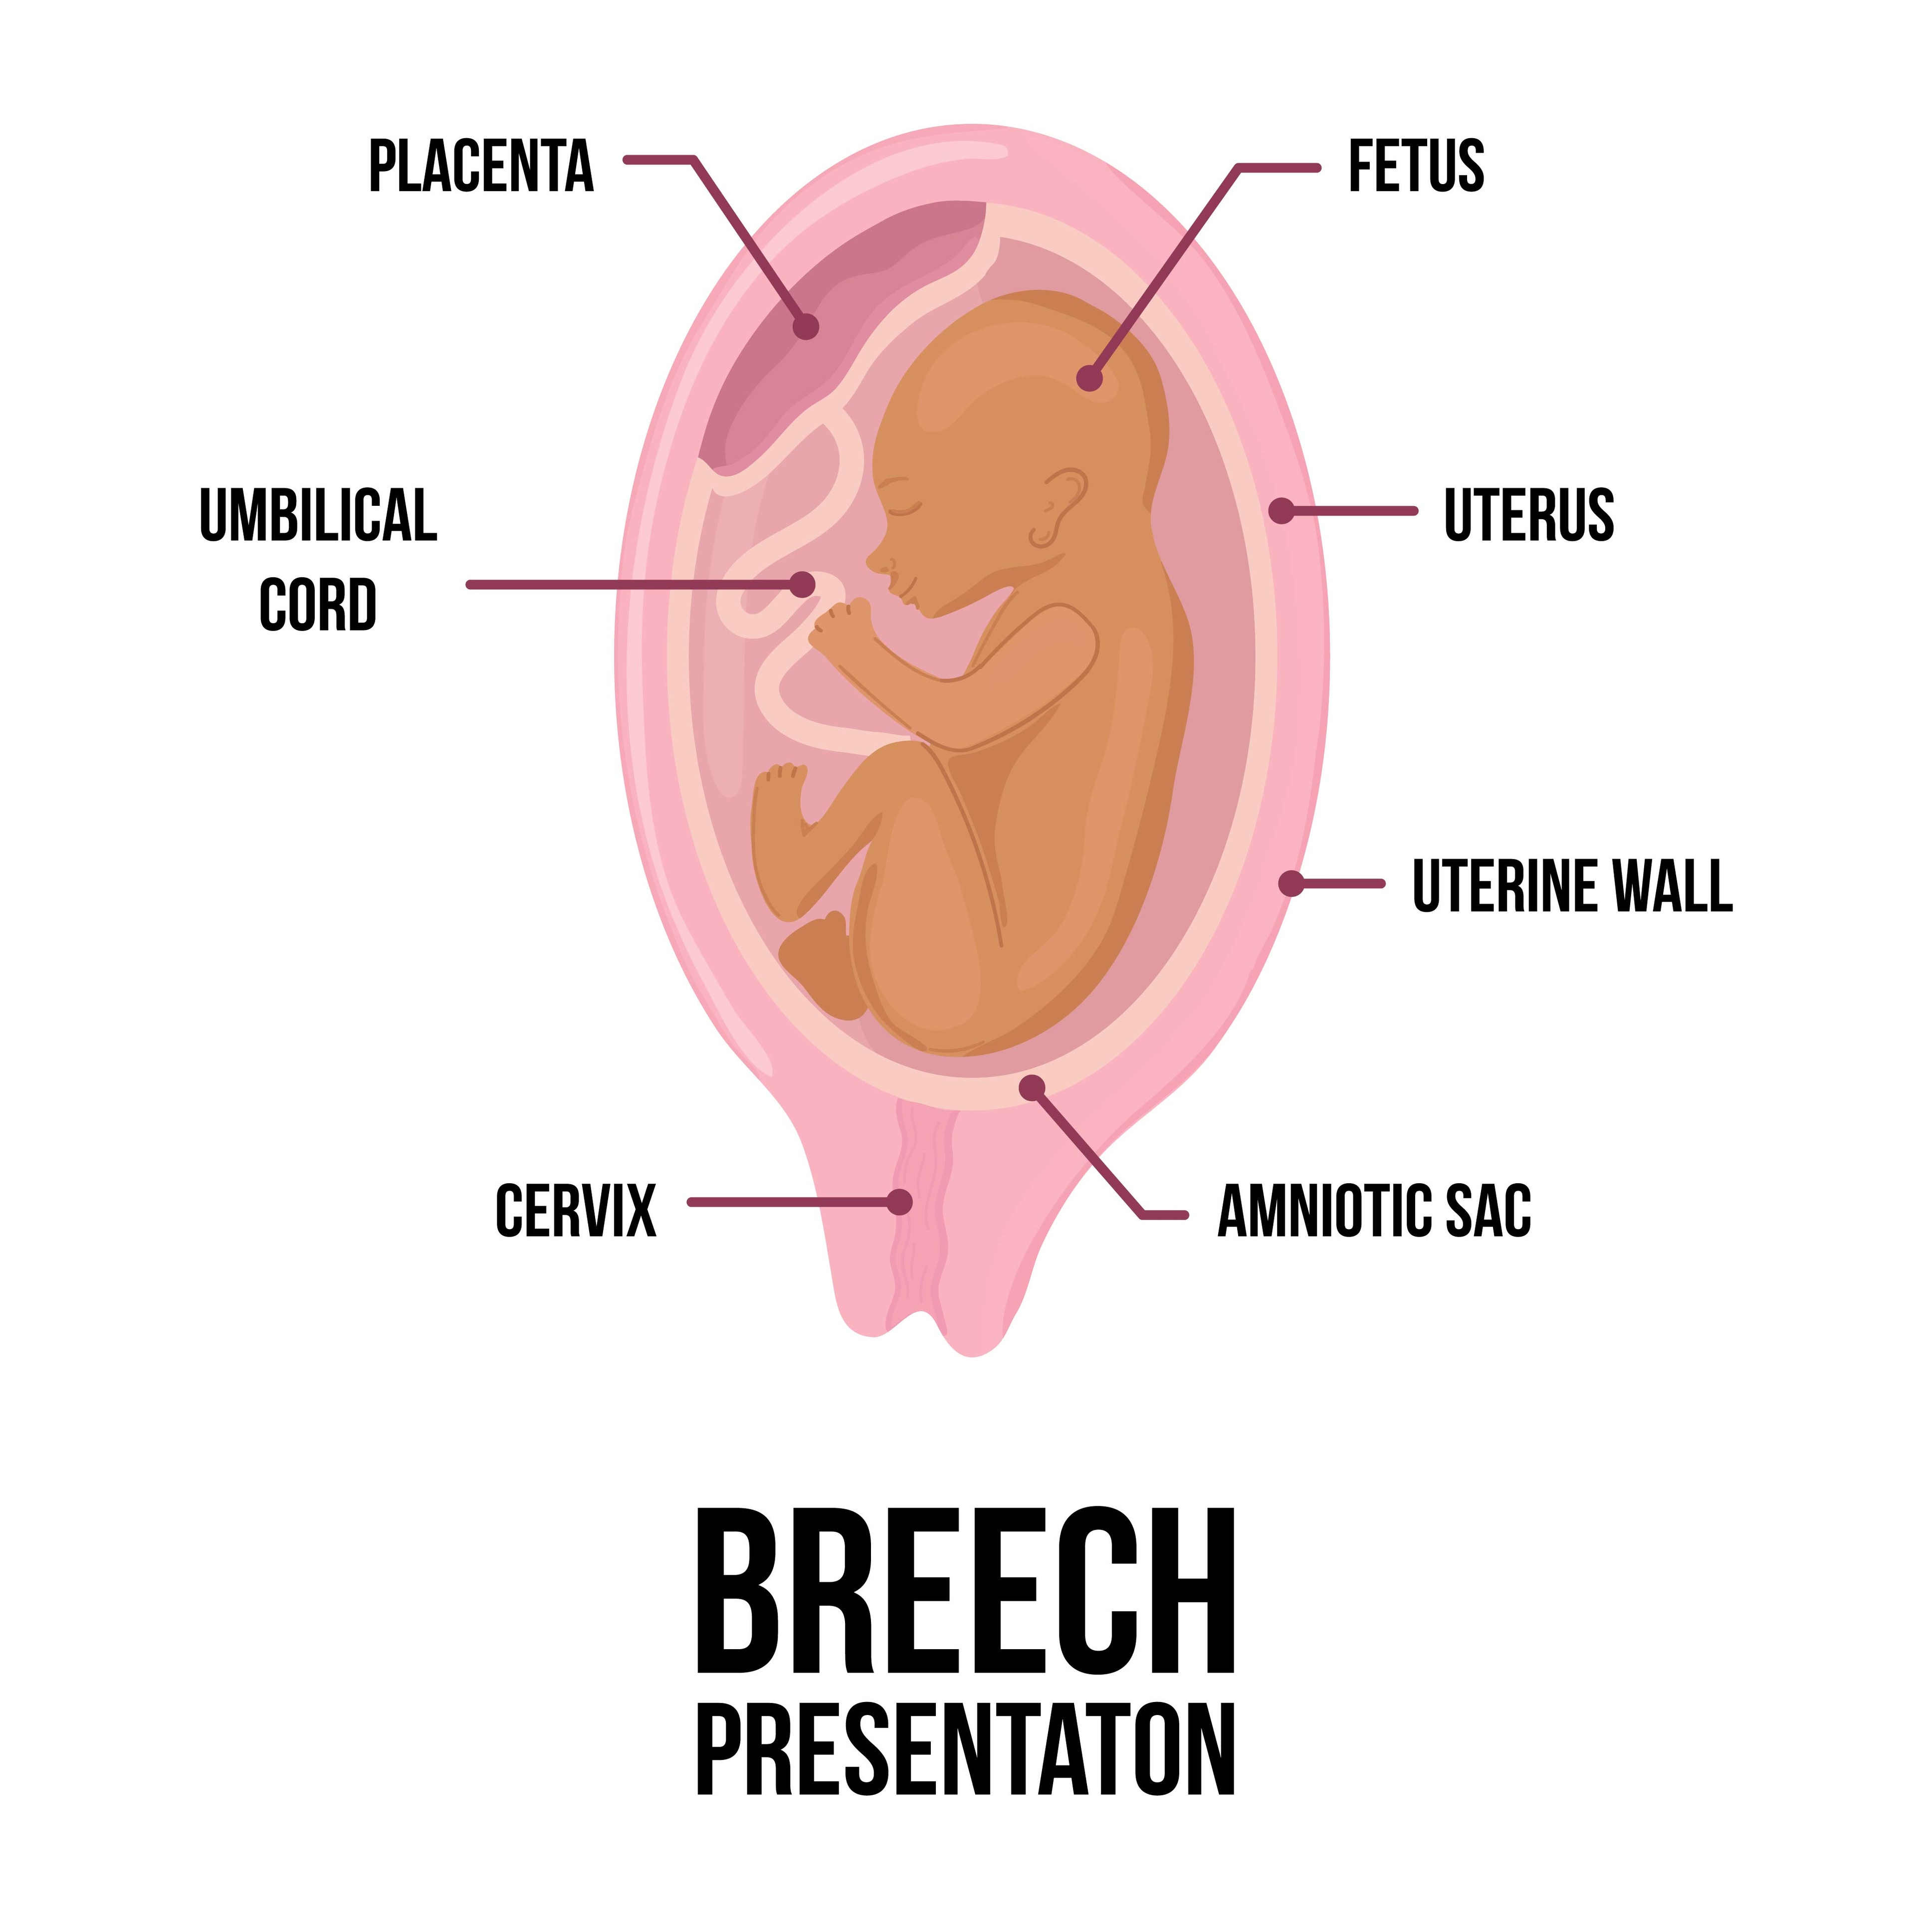 PLACENTA
FETUS
UMBILICAL
CORD
UTERUS
UTERINE WALL
CERVIX
AMNIOTIC SAC
BREECH
PRESENTATON